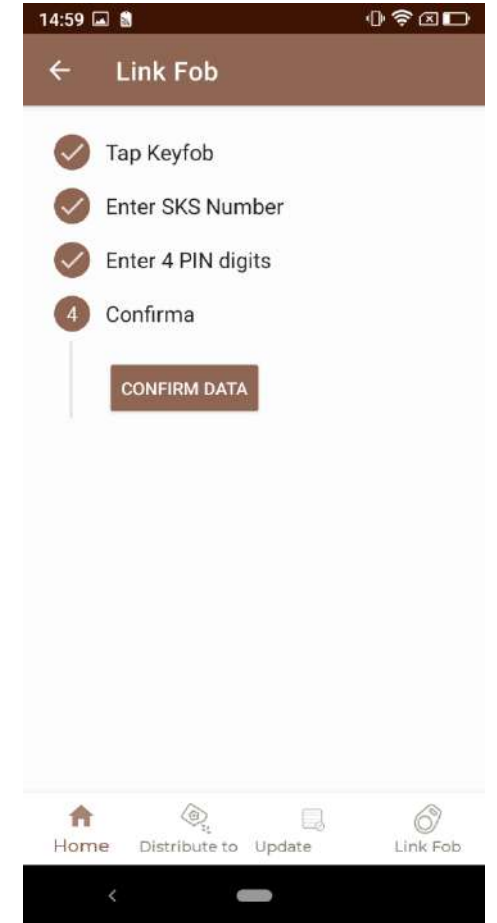 14:59
Link Fob
Tap Keyfob
Enter SKS Number
Enter 4 PIN digits
4 Confirma
CONFIRM DATA
Home Distribute to Update Link Fob